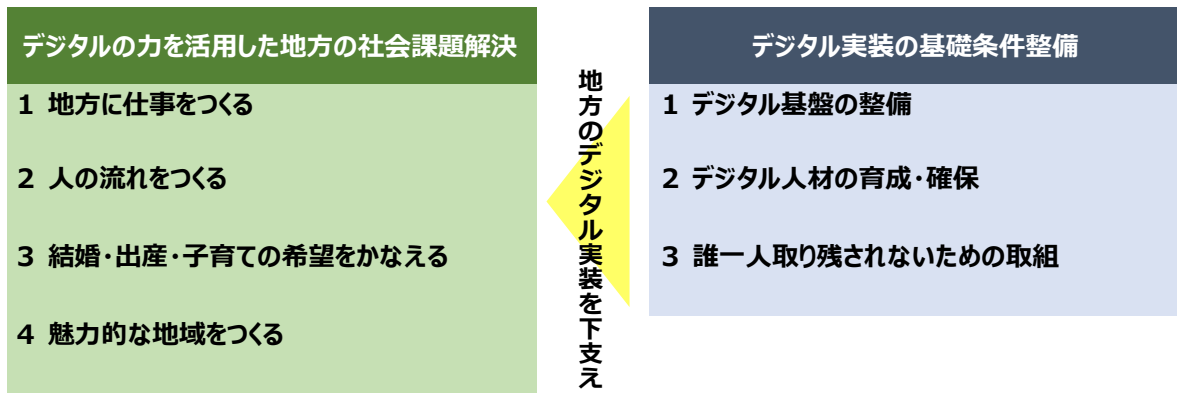 デジタルの力を活用した地方の社会課題解決
1 地方に仕事をつくる
2 人の流れをつくる
3 結婚・出産・子育ての希望をかなえる
4 魅力的な地域をつくる
地方のデジタル実装を下支え
デジタル実装の基礎条件整備
1 デジタル基盤の整備
2 デジタル人材の育成・確保
3 誰一人取り残されないための取組